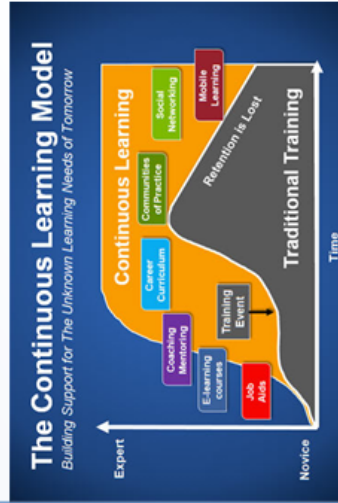 The Continuous Learning Model
Building Support for The Unknown Learning Needs of Tomorrow
Expert
Continuous Learning
Social
Networking
Mobile
Learning
Communities
of Practice
Career
Curriculum
Coaching
Mentoring
E-learning
courses
Job
Aids
Training
Event
Retention is Lost
Traditional Training
Novice
Time